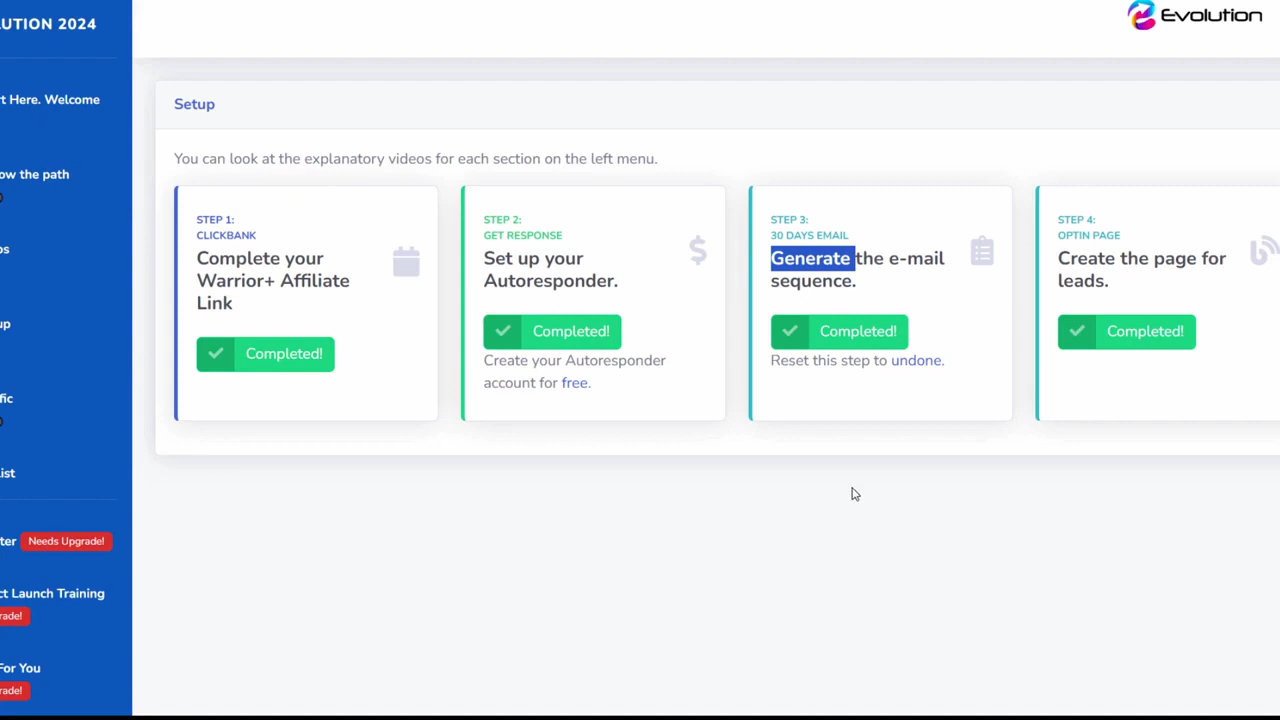 LUTION 2024
Evolution
rt Here. Welcome
ow the path
os
up
fic
ist
ter Needs Upgrade!
ct Launch Training
rade!
For You
rade!
Setup
You can look at the explanatory videos for each section on the left menu.
STEP 1:
CLICKBANK
Complete your
Warrior+ Affiliate
Link
Completed!
STEP 2:
GET RESPONSE
Set up your
Autoresponder.
Completed!
Create your Autoresponder
account for free.
STEP 3:
30 DAYS EMAIL
Generate the e-mail
sequence.
Completed!
Reset this step to undone.
STEP 4:
OPTIN PAGE
Create the page for
leads.
Completed!